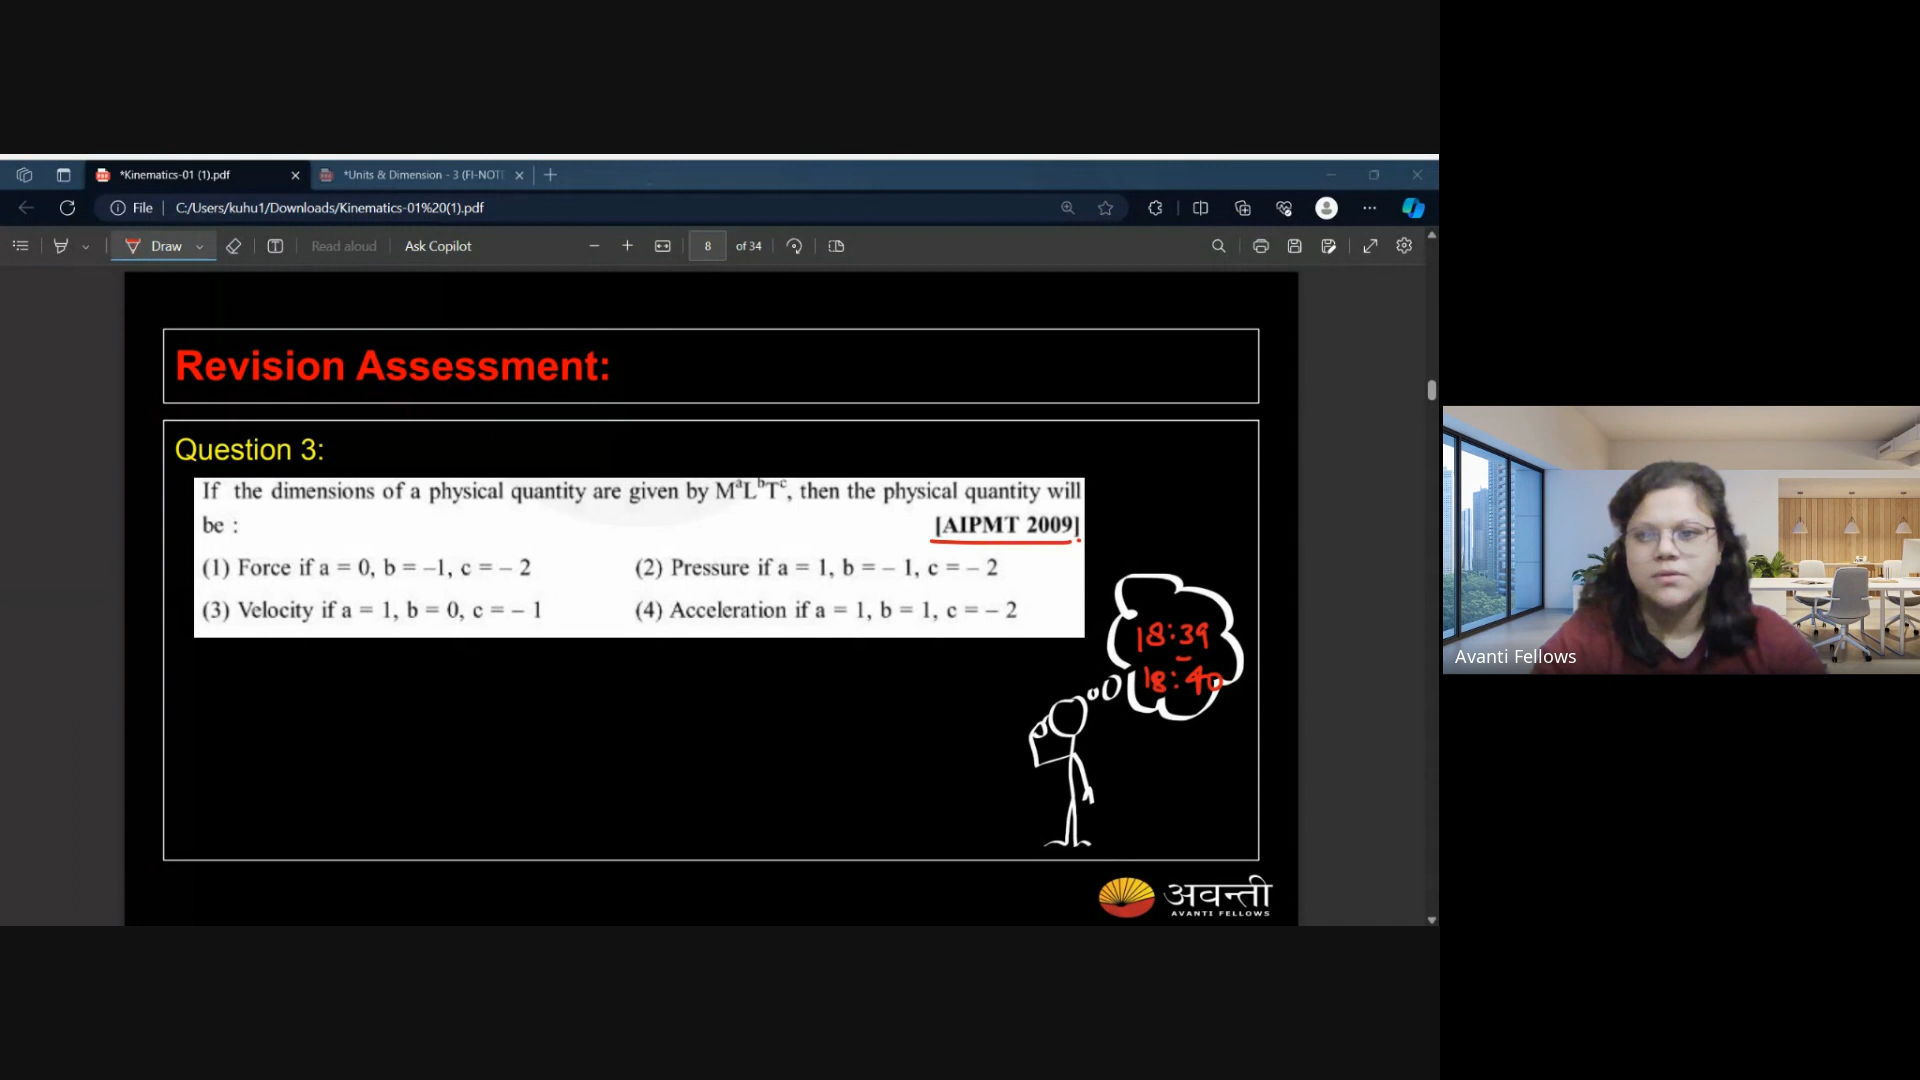 *Kinematics-01 (1).pdf
*Units & Dimension - 3 (FI-NOTE
File
C:/Users/kuhu1/Downloads/Kinematics-01%20(1).pdf
Draw
Read aloud
Ask Copilot
8
of 34
Revision Assessment:
Question 3:
If the dimensions of a physical quantity are given by MᵃLᵇTᶜ, then the physical quantity will
be :
[AIPMT 2009]
(1) Force if a = 0, b = –1, c = – 2
(2) Pressure if a = 1, b = – 1, c = – 2
(3) Velocity if a = 1, b = 0, c = – 1
(4) Acceleration if a = 1, b = 1, c = – 2
18:39
–
18:40
अवन्ती
AVANTI FELLOWS
Avanti Fellows